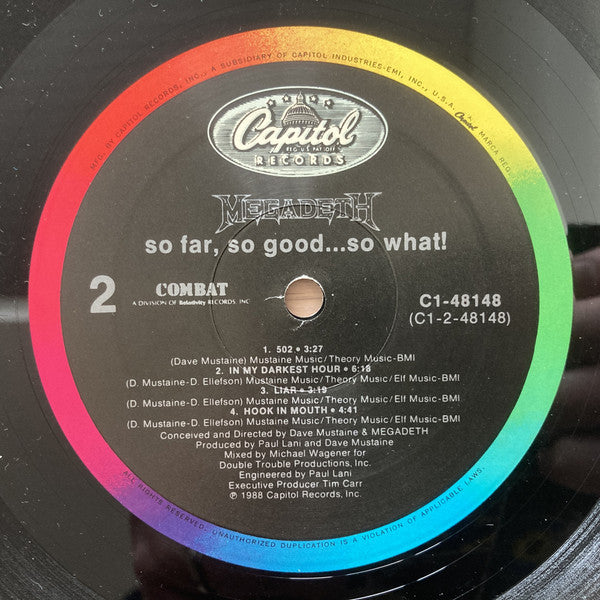 MFG. BY CAPITOL RECORDS, INC., A SUBSIDIARY OF CAPITOL INDUSTRIES-EMI, INC., U.S.A. Capitol MARCA REG.
Capitol
REG. U.S. PAT. OFF.
RECORDS
MEGADETH
so far, so good...so what!
2
COMBAT
A DIVISION OF Relativity RECORDS, INC
C1-48148
(C1-2-48148)
1. 502 • 3:27
(Dave Mustaine) Mustaine Music/Theory Music-BMI
2. IN MY DARKEST HOUR • 6:18
(D. Mustaine-D. Ellefson) Mustaine Music/Theory Music/Elf Music-BMI
3. LIAR • 3:19
(D. Mustaine-D. Ellefson) Mustaine Music/Theory Music/Elf Music-BMI
4. HOOK IN MOUTH • 4:41
(D. Mustaine-D. Ellefson) Mustaine Music/Theory Music/Elf Music-BMI
Conceived and Directed by Dave Mustaine & MEGADETH
Produced by Paul Lani and Dave Mustaine
Mixed by Michael Wagener for
Double Trouble Productions, Inc.
Engineered by Paul Lani
Executive Producer Tim Carr
℗ 1988 Capitol Records, Inc.
ALL RIGHTS RESERVED. UNAUTHORIZED DUPLICATION IS A VIOLATION OF APPLICABLE LAWS.